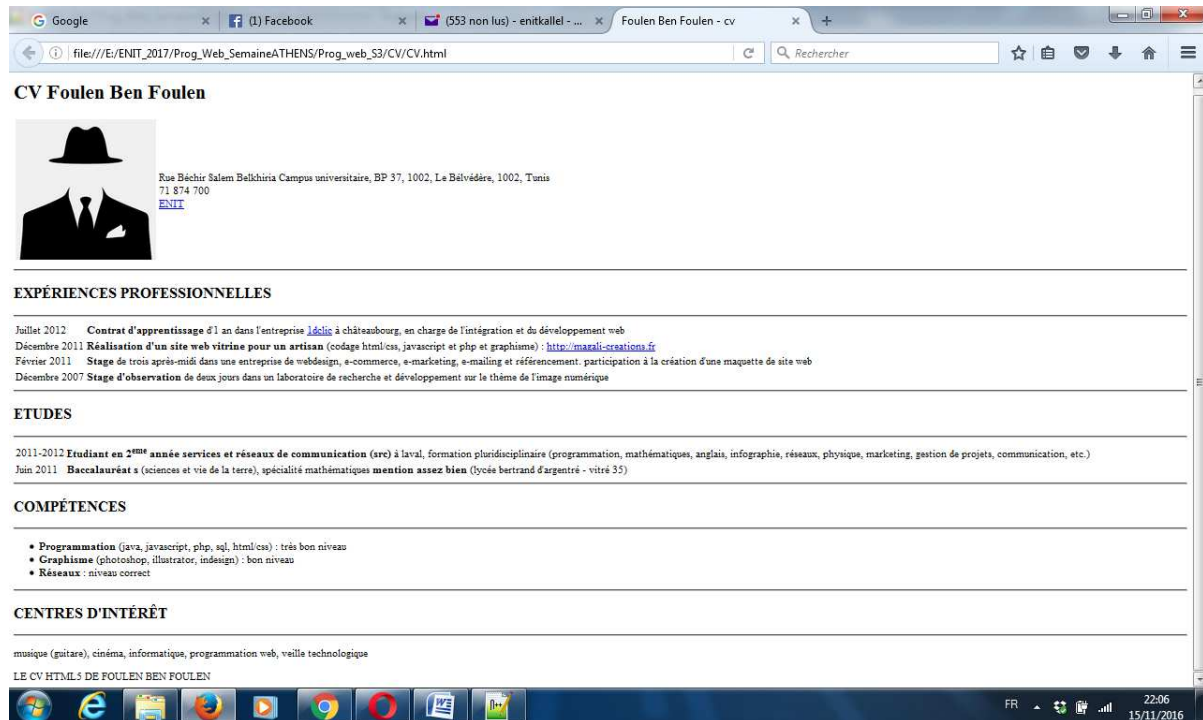 Google
(1) Facebook
(553 non lus) - enitkallel - ...
Foulen Ben Foulen - cv
file:///E:/ENIT_2017/Prog_Web_SemaineATHENS/Prog_web_S3/CV/CV.html
Rechercher
CV Foulen Ben Foulen
Rue Béchir Salem Belkhiria Campus universitaire, BP 37, 1002, Le Bélvédère, 1002, Tunis
71 874 700
ENIT
EXPÉRIENCES PROFESSIONNELLES
Juillet 2012 Contrat d'apprentissage d'1 an dans l'entreprise 1dclic à châteaubourg, en charge de l'intégration et du développement web
Décembre 2011 Réalisation d'un site web vitrine pour un artisan (codage html/css, javascript et php et graphisme) : http://magali-creations.fr
Février 2011 Stage de trois après-midi dans une entreprise de webdesign, e-commerce, e-marketing, e-mailing et référencement. participation à la création d'une maquette de site web
Décembre 2007 Stage d'observation de deux jours dans un laboratoire de recherche et développement sur le thème de l'image numérique
ETUDES
2011-2012 Etudiant en 2ème année services et réseaux de communication (src) à laval, formation pluridisciplinaire (programmation, mathématiques, anglais, infographie, réseaux, physique, marketing, gestion de projets, communication, etc.)
Juin 2011 Baccalauréat s (sciences et vie de la terre), spécialité mathématiques mention assez bien (lycée bertrand d'argentré - vitré 35)
COMPÉTENCES
• Programmation (java, javascript, php, sql, html/css) : très bon niveau
• Graphisme (photoshop, illustrator, indesign) : bon niveau
• Réseaux : niveau correct
CENTRES D'INTÉRÊT
musique (guitare), cinéma, informatique, programmation web, veille technologique
LE CV HTML5 DE FOULEN BEN FOULEN
FR
22:06
15/11/2016